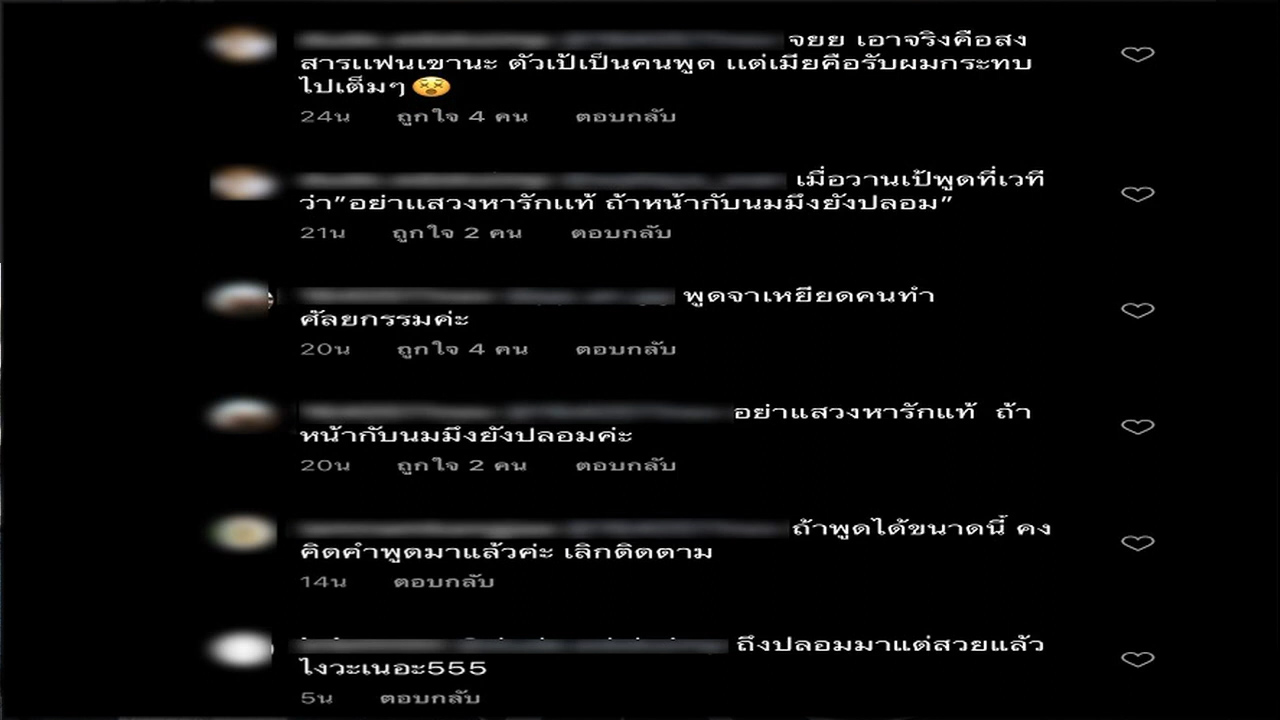 จยย เอาจริงคือสง
สารแฟนเขานะ ตัวเป้เป็นคนพูด แต่เมียคือรับผมกระทบ
ไปเต็มๆ 😵
24น ถูกใจ 4 คน ตอบกลับ
เมื่อวานเป้พูดที่เวที
ว่า"อย่าแสวงหารักแท้ ถ้าหน้ากับนมมึงยังปลอม"
21น ถูกใจ 2 คน ตอบกลับ
พูดจาเหยียดคนทำ
ศัลยกรรมค่ะ
20น ถูกใจ 4 คน ตอบกลับ
อย่าแสวงหารักแท้ ถ้า
หน้ากับนมมึงยังปลอมค่ะ
20น ถูกใจ 2 คน ตอบกลับ
ถ้าพูดได้ขนาดนี้ คง
คิดคำพูดมาแล้วค่ะ เลิกติดตาม
14น ตอบกลับ
ถึงปลอมมาแต่สวยแล้ว
ไงวะเนอะ555
5น ตอบกลับ